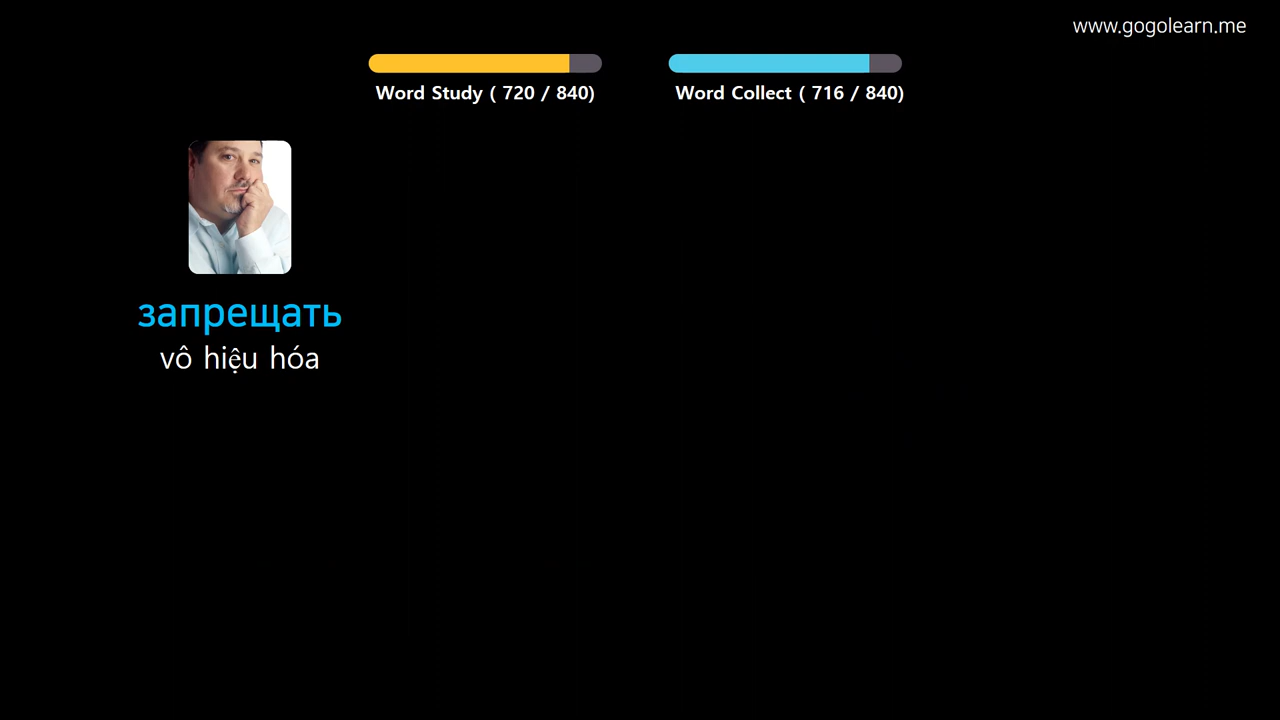 www.gogolearn.me
Word Study ( 720 / 840)
Word Collect ( 716 / 840)
запрещать
vô hiệu hóa